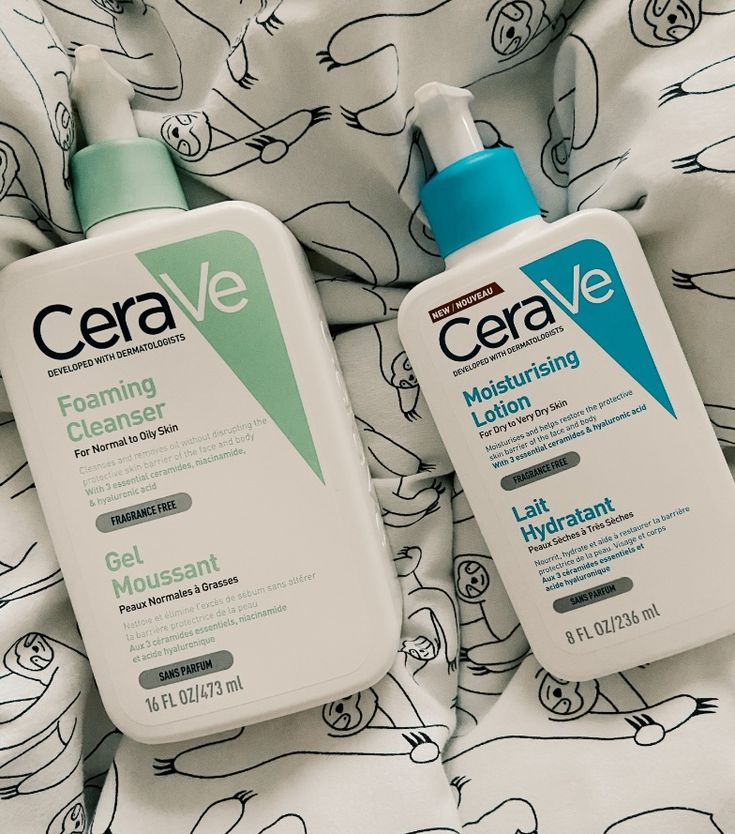 CeraVe
DEVELOPED WITH DERMATOLOGISTS
Foaming
Cleanser
For Normal to Oily Skin
Cleanses and removes oil without disrupting the
protective skin barrier of the face and body
With 3 essential ceramides, niacinamide,
& hyaluronic acid
FRAGRANCE FREE
Gel
Moussant
Peaux Normales à Grasses
Nettoie et élimine l'excès de sébum sans altérer
la barrière protectrice de la peau
Aux 3 céramides essentiels, niacinamide
et acide hyaluronique
SANS PARFUM
16 FL OZ/473 ml
NEW / NOUVEAU
CeraVe
DEVELOPED WITH DERMATOLOGISTS
Moisturising
Lotion
For Dry to Very Dry Skin
Moisturises and helps restore the protective
skin barrier of the face and body
With 3 essential ceramides & hyaluronic acid
FRAGRANCE FREE
Lait
Hydratant
Peaux Sèches à Très Sèches
Nourrit, hydrate et aide à restaurer la barrière
protectrice de la peau. Visage et corps
Aux 3 céramides essentiels et
acide hyaluronique
SANS PARFUM
8 FL OZ/236 ml